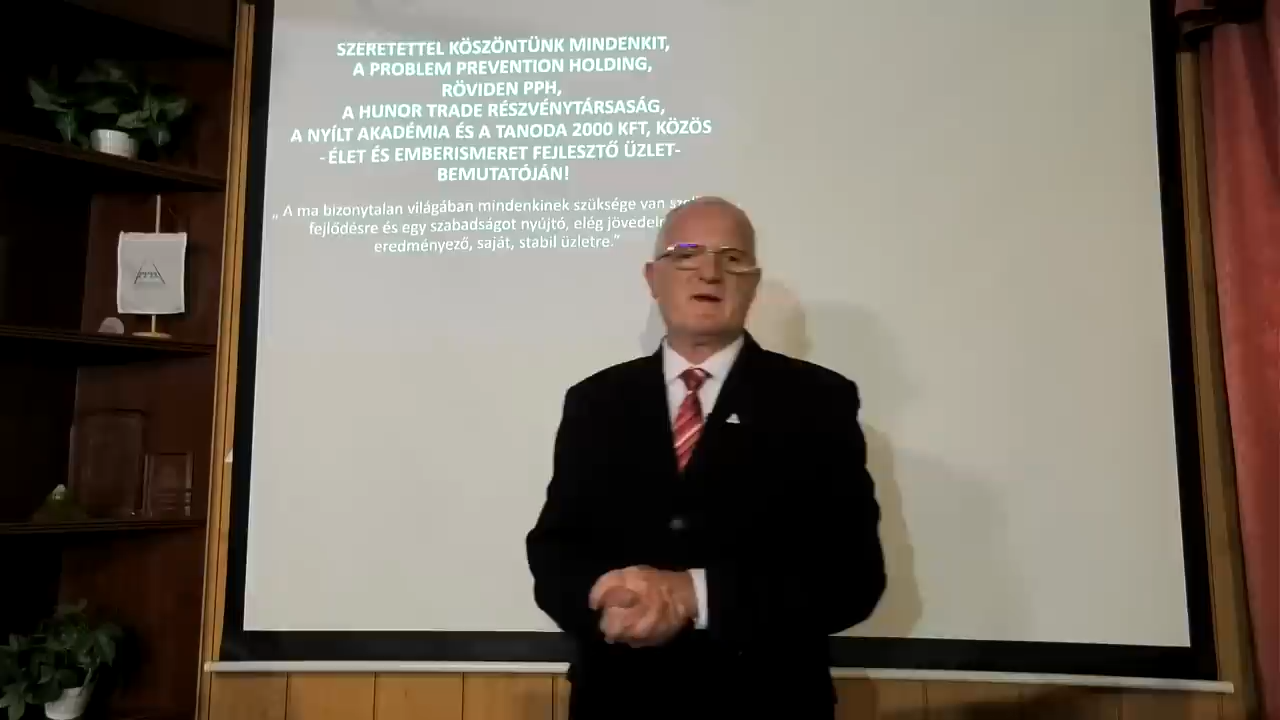 SZERETETTEL KÖSZÖNTÜNK MINDENKIT,
A PROBLEM PREVENTION HOLDING,
RÖVIDEN PPH,
A HUNOR TRADE RÉSZVÉNYTÁRSASÁG,
A NYÍLT AKADÉMIA ÉS A TANODA 2000 KFT, KÖZÖS
- ÉLET ÉS EMBERISMERET FEJLESZTŐ ÜZLET-
BEMUTATÓJÁN!
„ A ma bizonytalan világában mindenkinek szüksége van
fejlődésre és egy szabadságot nyújtó, elég
eredményező, saját, stabil üzletre.”